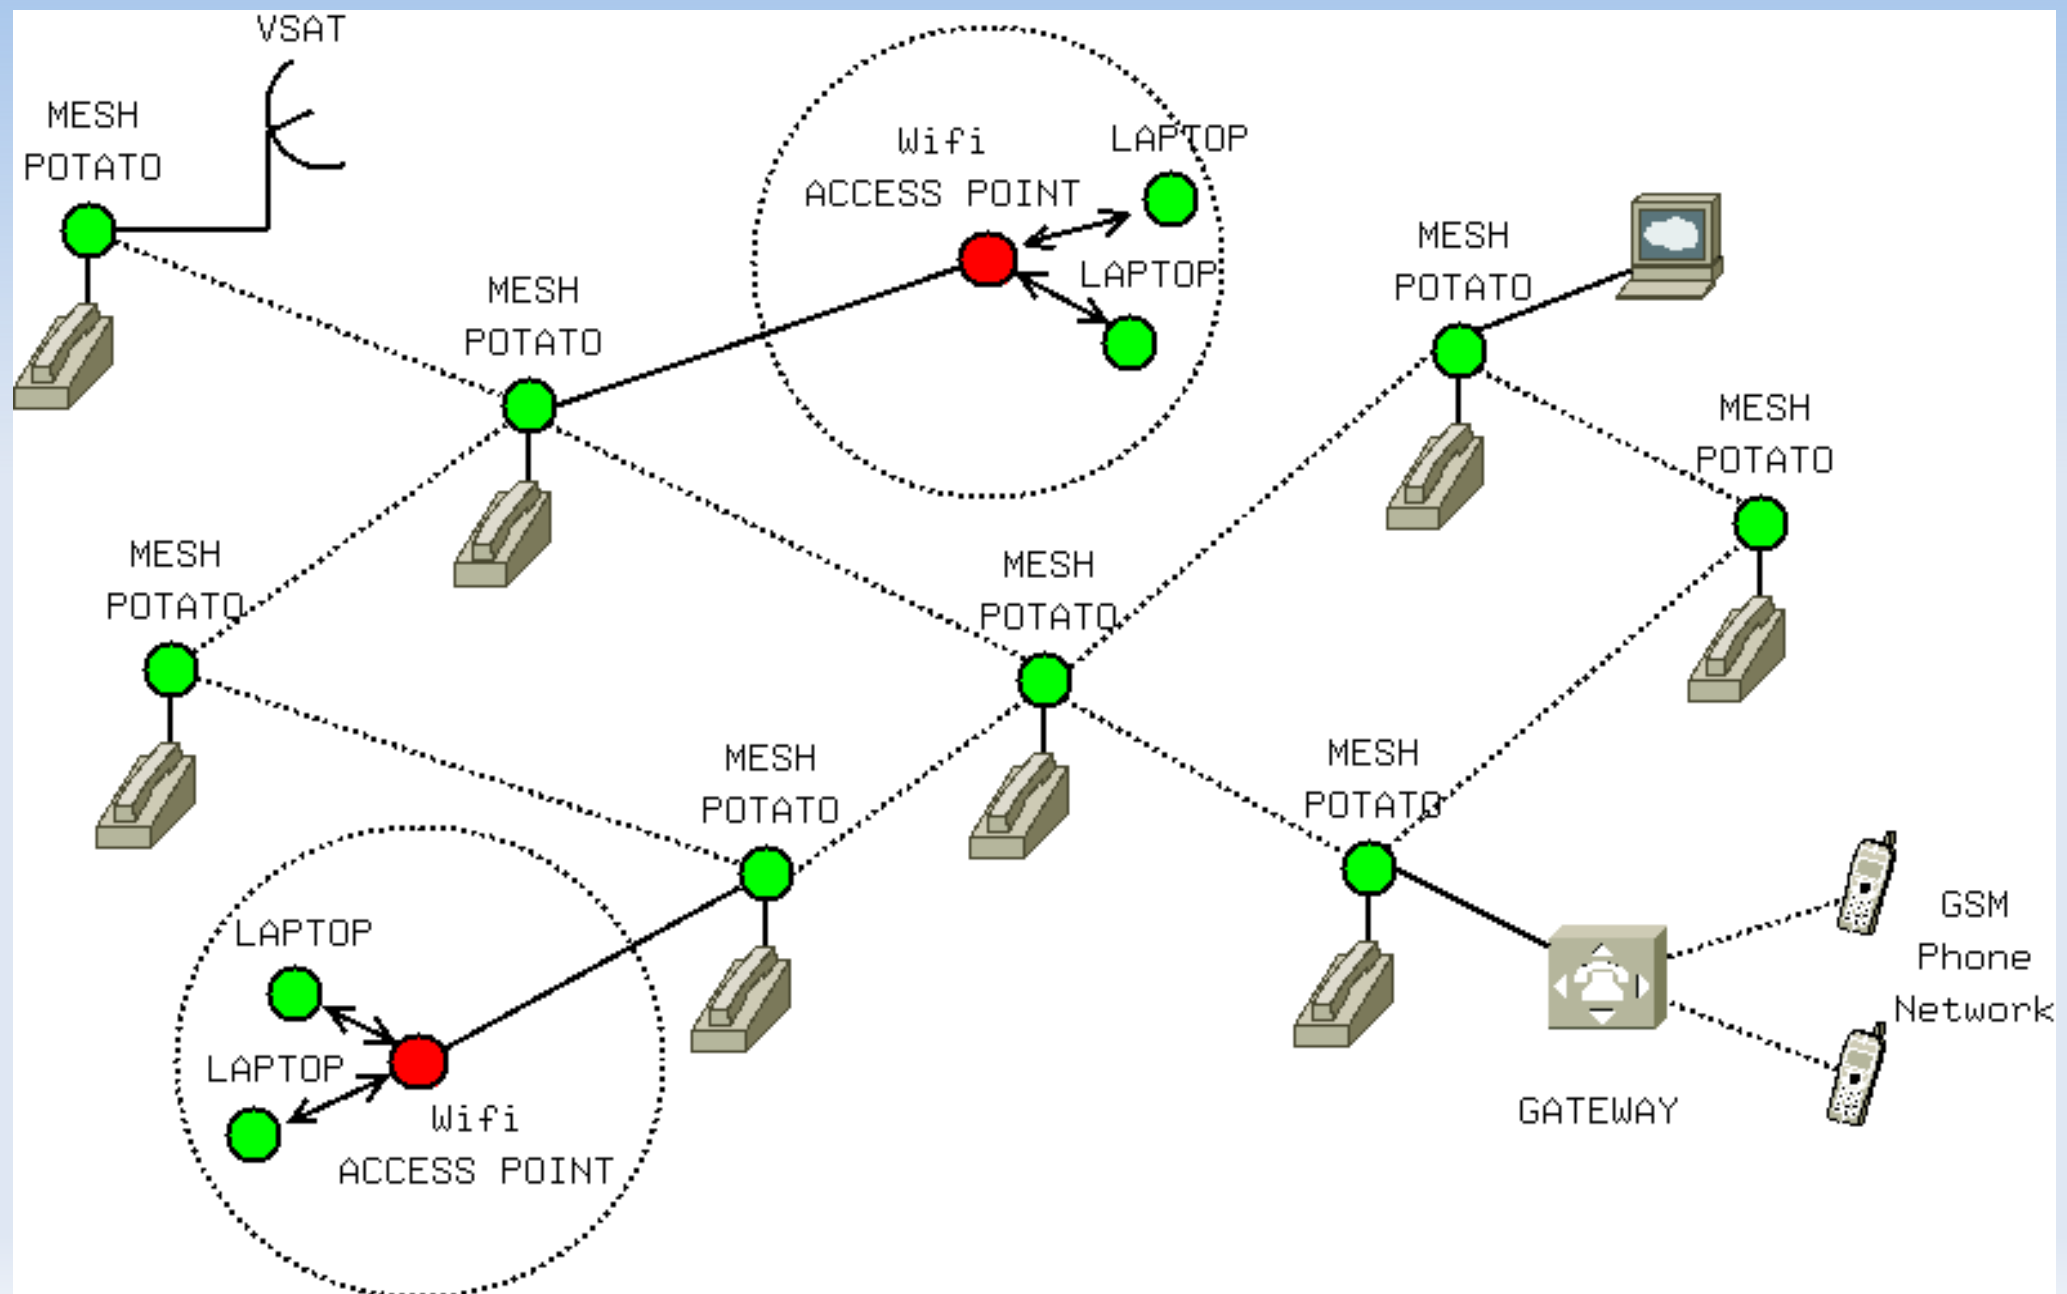 VSAT
MESH
POTATO
Wifi
ACCESS POINT
LAPTOP
LAPTOP
MESH
POTATO
MESH
POTATO
MESH
POTATO
MESH
POTATO
MESH
POTATO
MESH
POTATO
MESH
POTATO
LAPTOP
LAPTOP
Wifi
ACCESS POINT
GSM
Phone
Network
GATEWAY